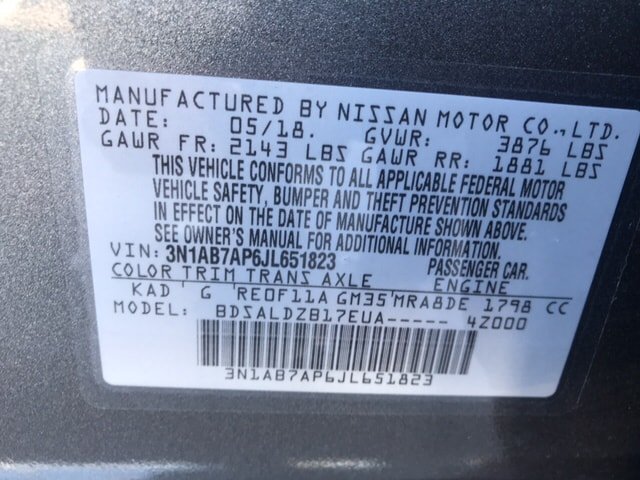 MANUFACTURED BY NISSAN MOTOR CO., LTD.
DATE: 05/18. GVWR: 3876 LBS
GAWR FR: 2143 LBS GAWR RR: 1881 LBS
THIS VEHICLE CONFORMS TO ALL APPLICABLE FEDERAL MOTOR
VEHICLE SAFETY, BUMPER AND THEFT PREVENTION STANDARDS
IN EFFECT ON THE DATE OF MANUFACTURE SHOWN ABOVE.
SEE OWNER'S MANUAL FOR ADDITIONAL INFORMATION.
VIN: 3N1AB7AP6JL651823 PASSENGER CAR.
COLOR TRIM TRANS AXLE ENGINE
KAD G RE0F11A GM35 MRA8DE 1798 CC
MODEL: BDSALDZB17EUA----- 4Z000
3N1AB7AP6JL651823